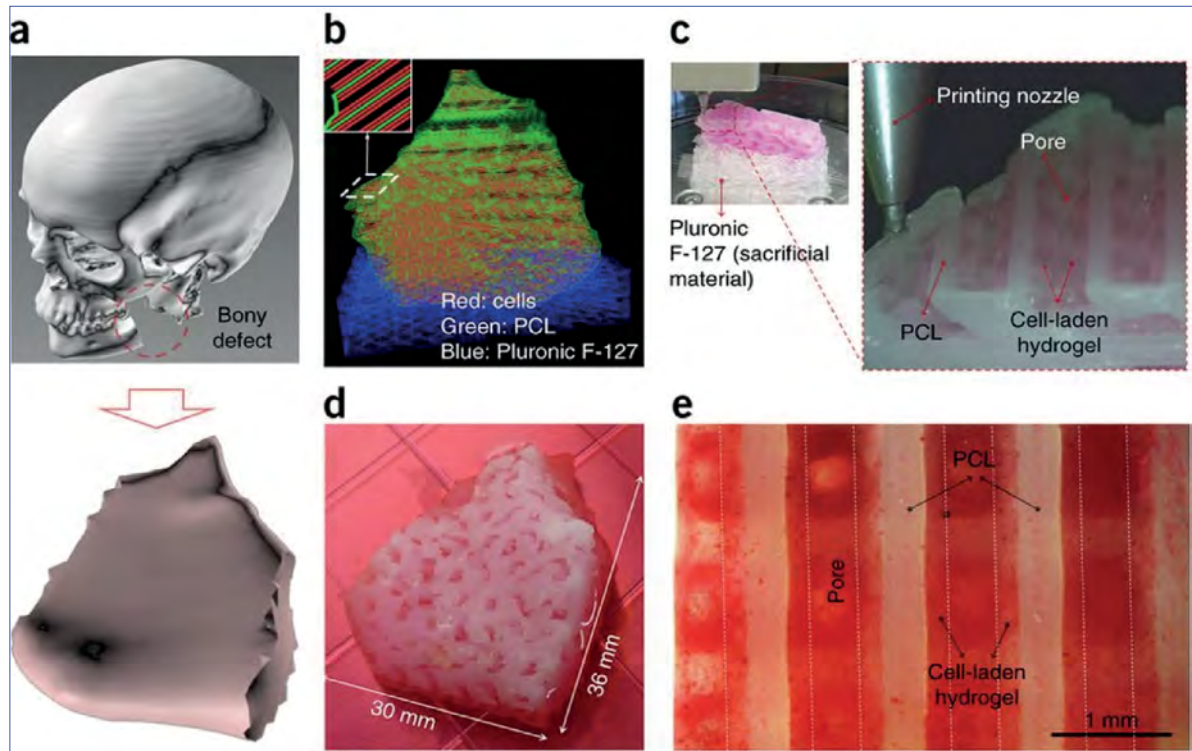 a
Bony
defect
b
Red: cells
Green: PCL
Blue: Pluronic F-127
c
Pluronic
F-127 (sacrificial
material)
Printing nozzle
Pore
PCL
Cell-laden
hydrogel
d
30 mm
36 mm
e
PCL
Pore
Cell-laden
hydrogel
1 mm